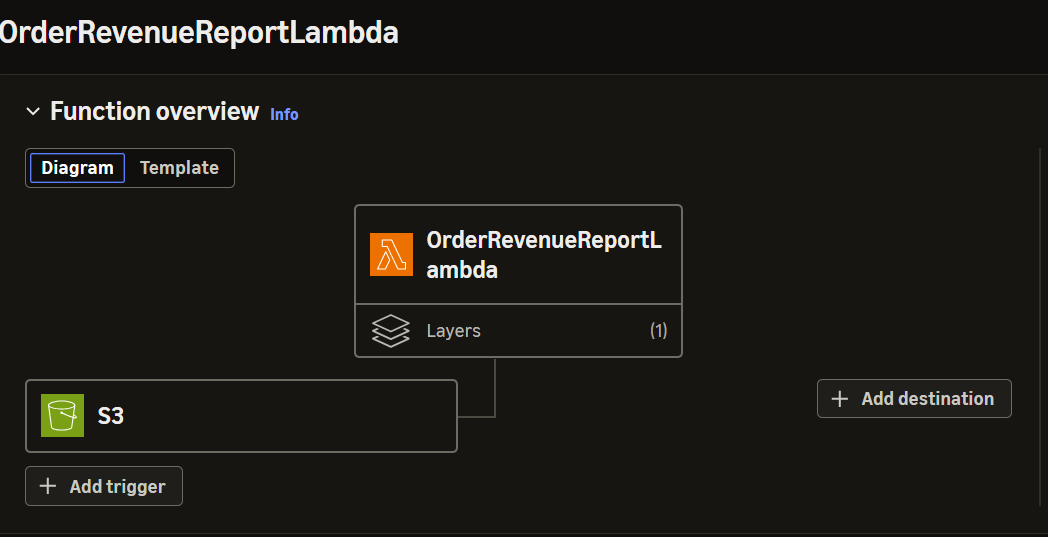 OrderRevenueReportLambda
Function overview Info
Diagram Template
OrderRevenueReportL
ambda
Layers (1)
S3
Add destination
Add trigger